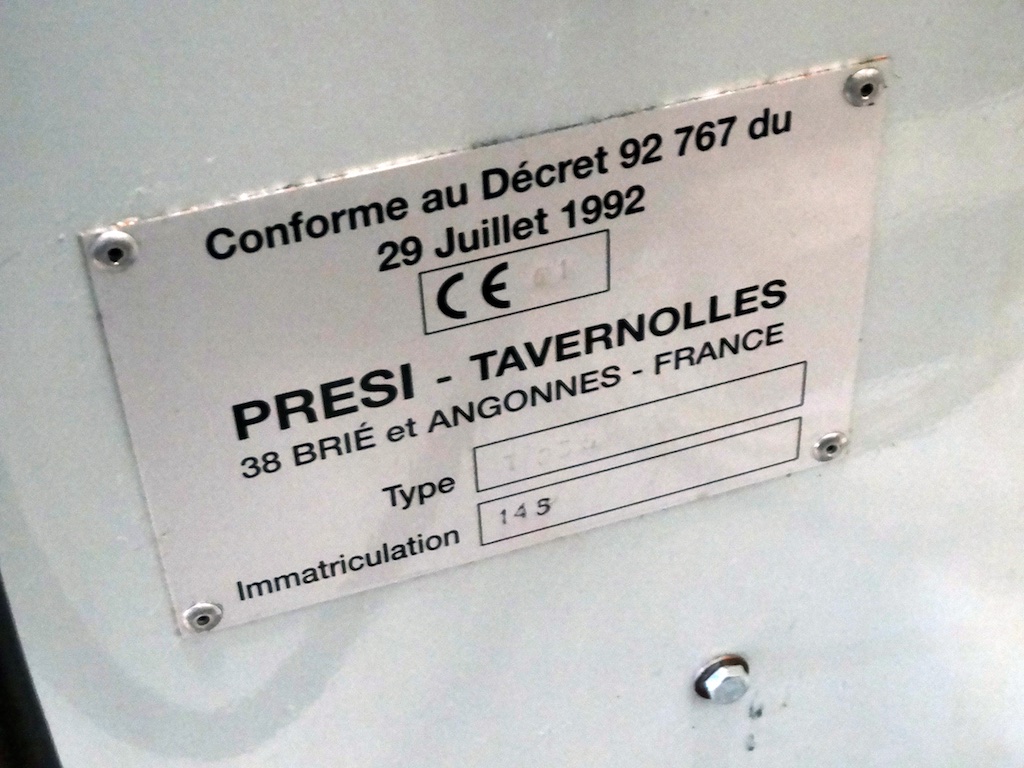 Conforme au Décret 92 767 du
29 Juillet 1992
CE
PRESI - TAVERNOLLES
38 BRIÉ et ANGONNES - FRANCE
Type
Immatriculation 145